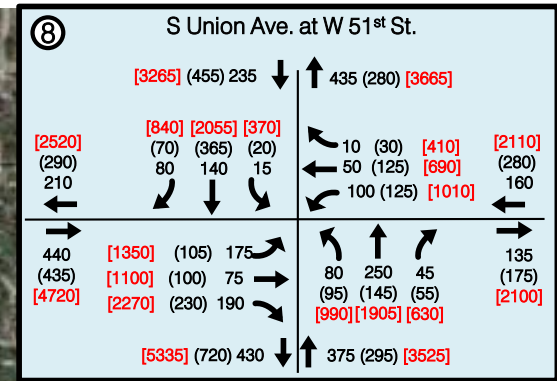 8 S Union Ave. at W 51st St.
[3265] (455) 235 435 (280) [3665]
[840] [2055] [370]
(70) (365) (20)
80 140 15
[2520]
(290)
210
10 (30) [410]
50 (125) [690]
100 (125) [1010]
[2110]
(280)
160
440
(435)
[4720]
[1350] (105) 175
[1100] (100) 75
[2270] (230) 190
80 250 45
(95) (145) (55)
[990] [1905] [630]
135
(175)
[2100]
[5335] (720) 430 375 (295) [3525]